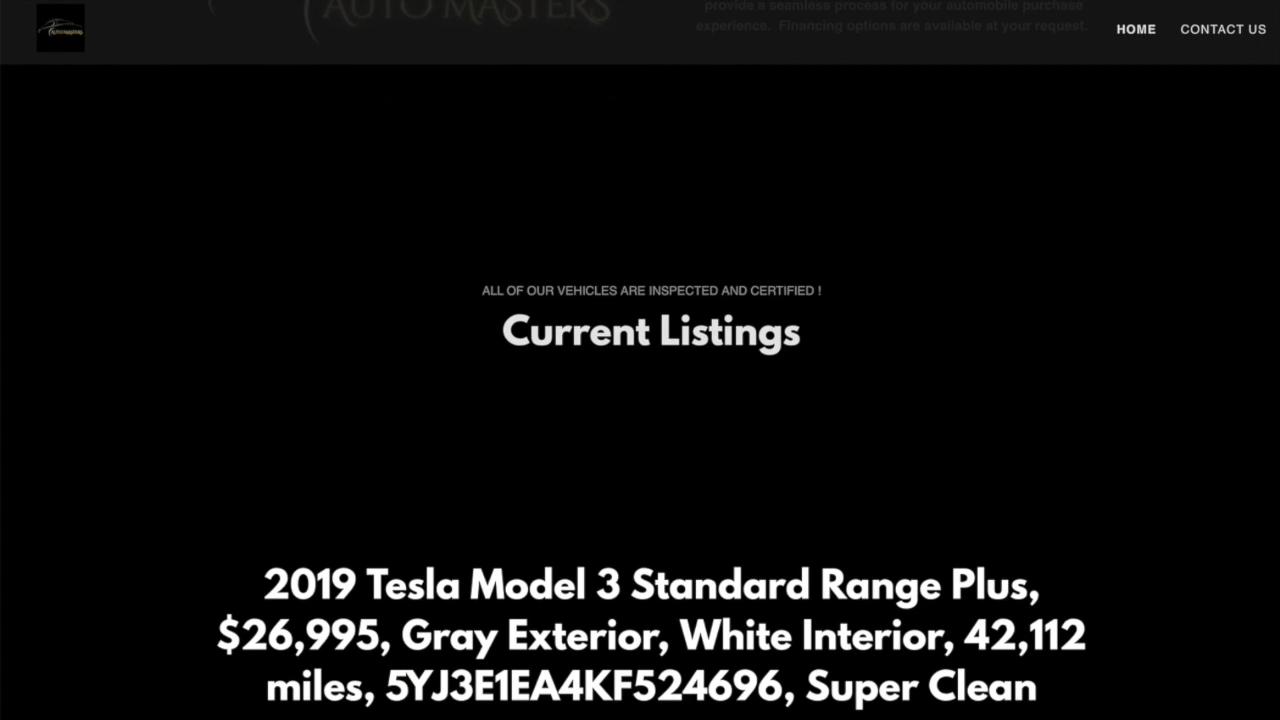 AUTO MASTERS
provide a seamless process for your automobile purchase
experience. Financing options are available at your request.
AUTO MASTERS
HOME
CONTACT US
ALL OF OUR VEHICLES ARE INSPECTED AND CERTIFIED !
Current Listings
2019 Tesla Model 3 Standard Range Plus,
$26,995, Gray Exterior, White Interior, 42,112
miles, 5YJ3E1EA4KF524696, Super Clean